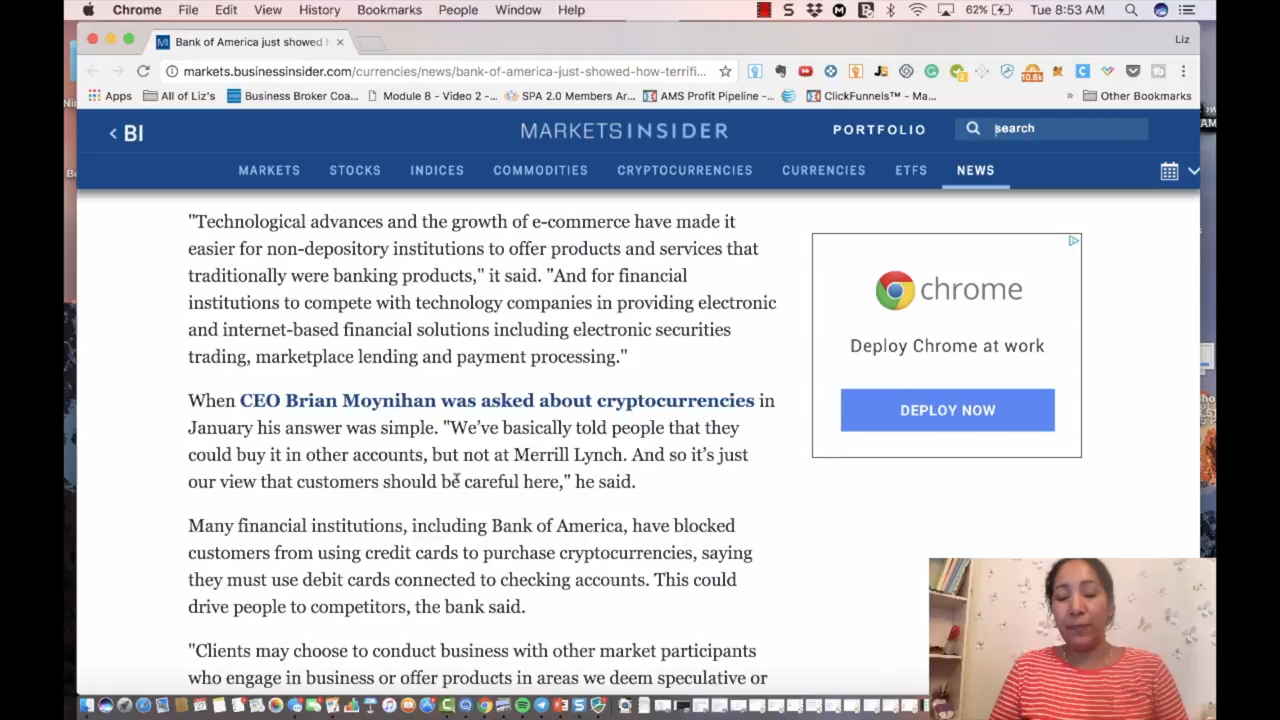 Chrome File Edit View History Bookmarks People Window Help 62% Tue 8:53 AM
Bank of America just showed Liz
markets.businessinsider.com/currencies/news/bank-of-america-just-showed-how-terrifi...
Apps All of Liz's Business Broker Coa... Module 8 - Video 2 -... SPA 2.0 Members Ar... AMS Profit Pipeline -... ClickFunnels™ - Ma... » Other Bookmarks
< BI MARKETS INSIDER PORTFOLIO search
MARKETS STOCKS INDICES COMMODITIES CRYPTOCURRENCIES CURRENCIES ETFS NEWS
"Technological advances and the growth of e-commerce have made it
easier for non-depository institutions to offer products and services that
traditionally were banking products," it said. "And for financial
institutions to compete with technology companies in providing electronic
and internet-based financial solutions including electronic securities
trading, marketplace lending and payment processing."
When CEO Brian Moynihan was asked about cryptocurrencies in
January his answer was simple. "We've basically told people that they
could buy it in other accounts, but not at Merrill Lynch. And so it's just
our view that customers should be careful here," he said.
Many financial institutions, including Bank of America, have blocked
customers from using credit cards to purchase cryptocurrencies, saying
they must use debit cards connected to checking accounts. This could
drive people to competitors, the bank said.
"Clients may choose to conduct business with other market participants
who engage in business or offer products in areas we deem speculative or
chrome
Deploy Chrome at work
DEPLOY NOW